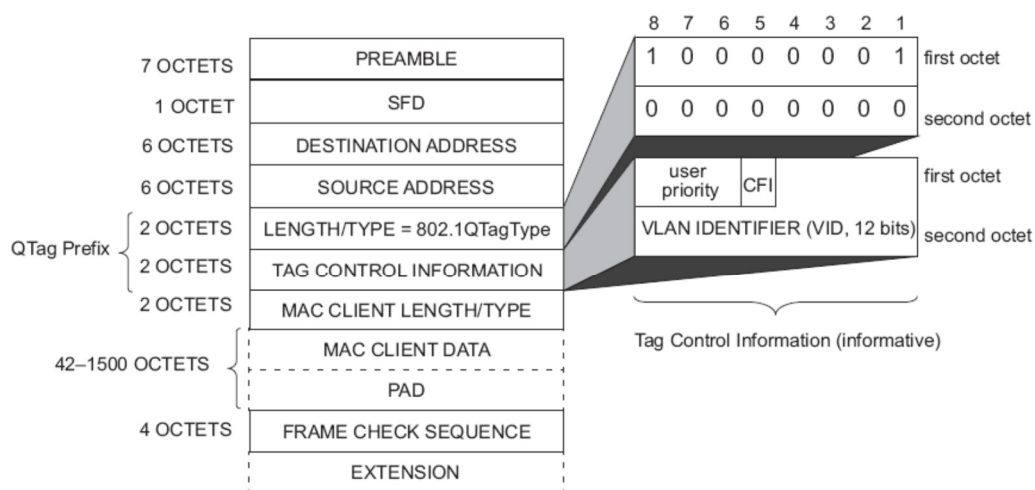 8 7 6 5 4 3 2 1
7 OCTETS PREAMBLE 1 0 0 0 0 0 0 1 first octet
1 OCTET SFD 0 0 0 0 0 0 0 0 second octet
6 OCTETS DESTINATION ADDRESS
6 OCTETS SOURCE ADDRESS user priority CFI first octet
QTag Prefix
2 OCTETS LENGTH/TYPE = 802.1QTagType VLAN IDENTIFIER (VID, 12 bits) second octet
2 OCTETS TAG CONTROL INFORMATION
2 OCTETS MAC CLIENT LENGTH/TYPE
Tag Control Information (informative)
42–1500 OCTETS MAC CLIENT DATA
PAD
4 OCTETS FRAME CHECK SEQUENCE
EXTENSION